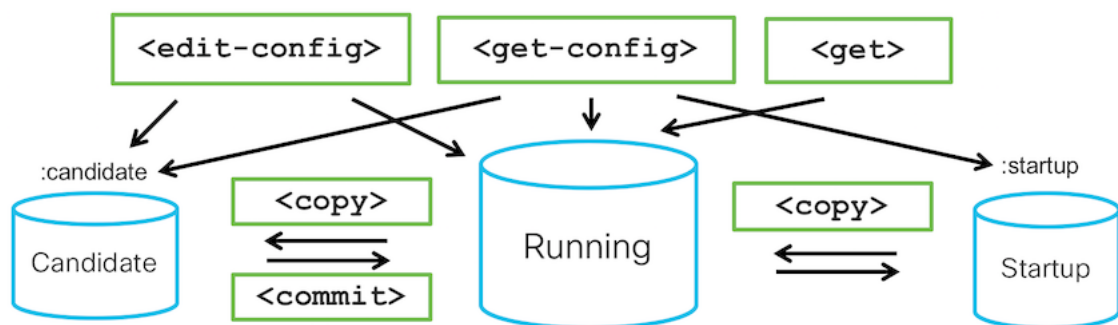 <edit-config>
<get-config>
<get>
:candidate
:startup
<copy>
<copy>
Candidate
Running
Startup
<commit>